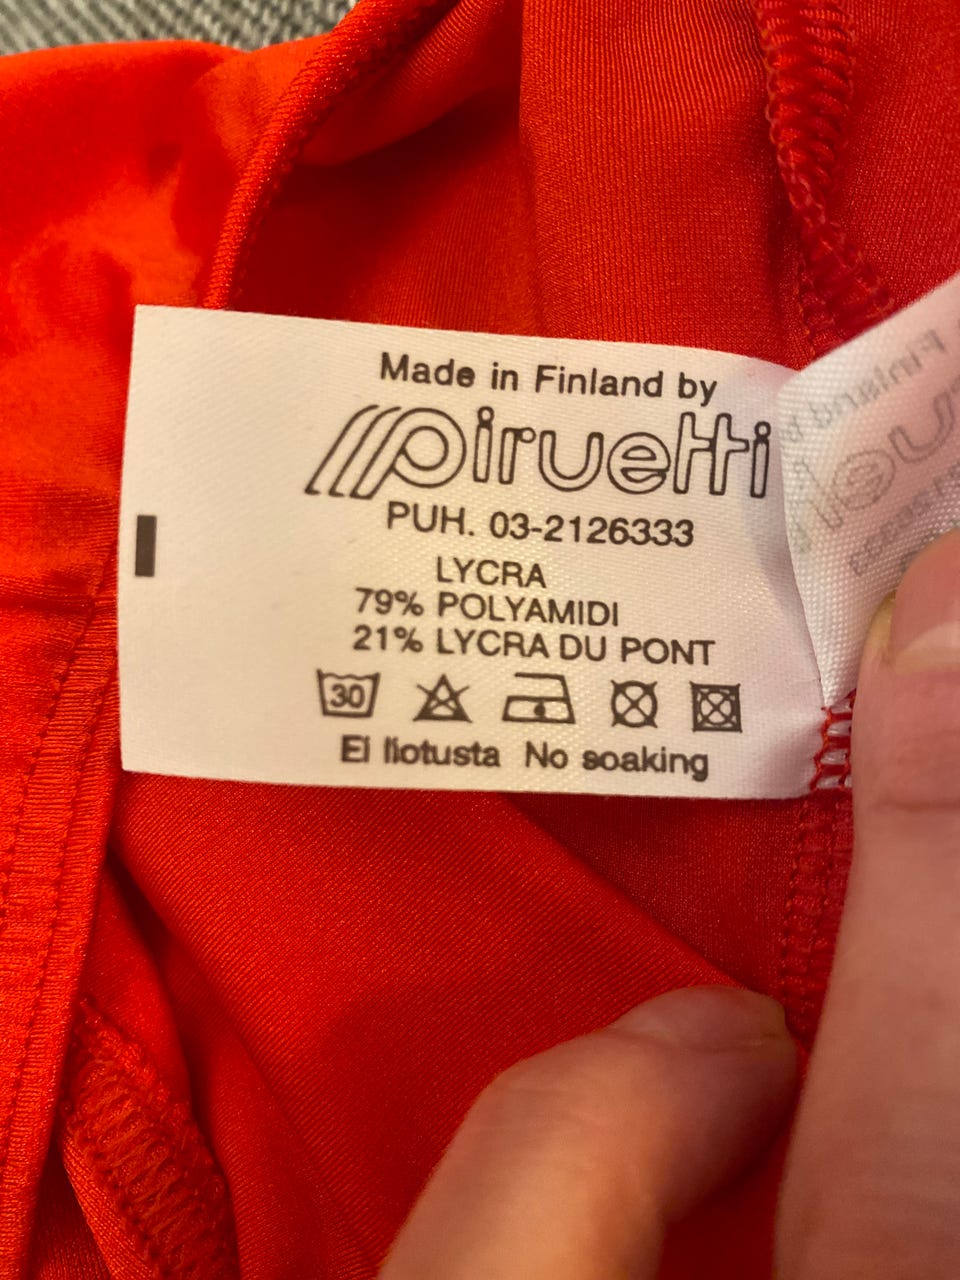 Made in Finland by
piruetti
PUH. 03-2126333
LYCRA
79% POLYAMIDI
21% LYCRA DU PONT
30
Ei liotusta No soaking